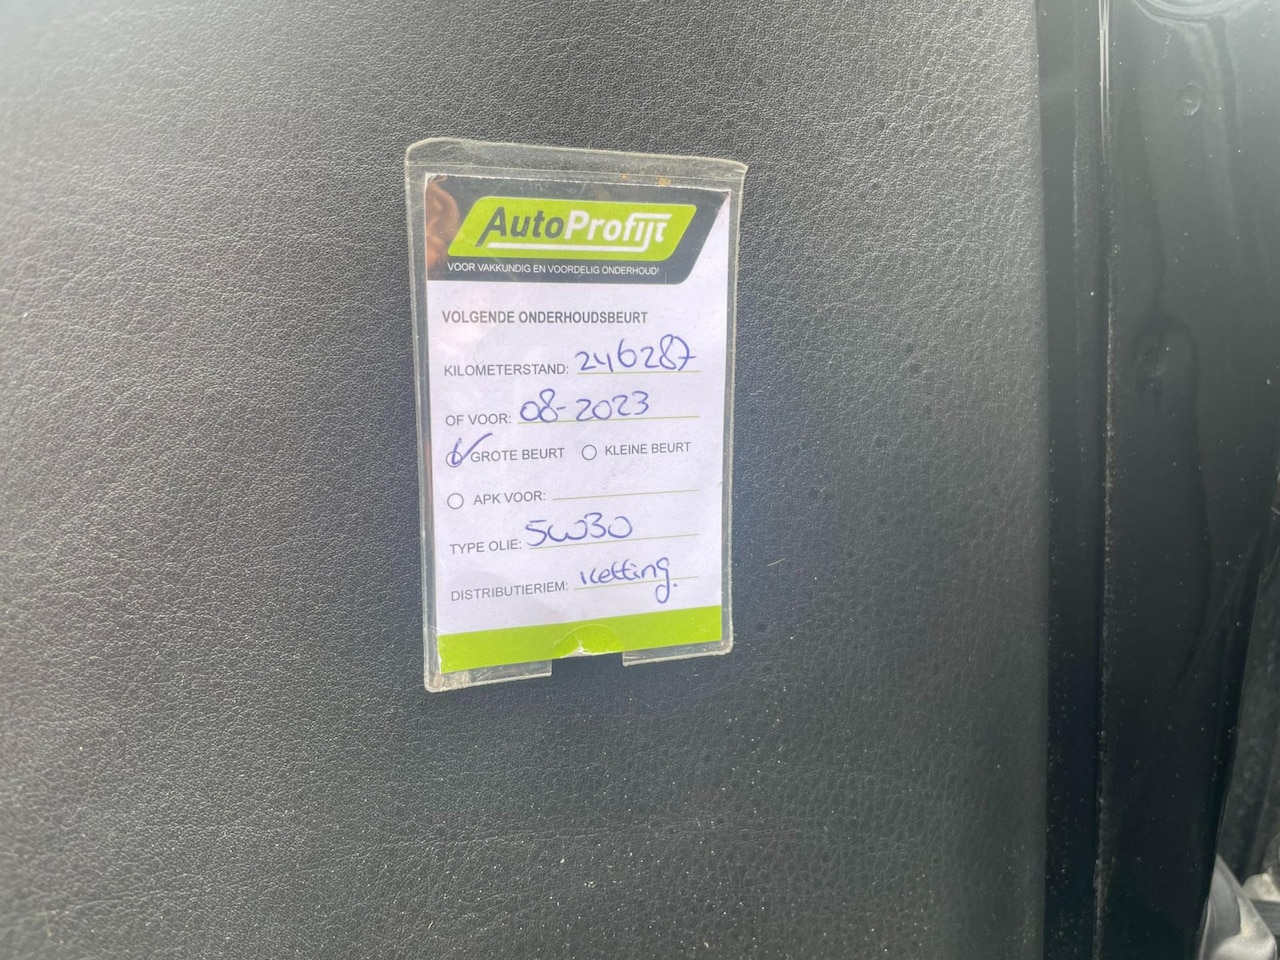 AutoProfijt
VOOR VAKKUNDIG EN VOORDELIG ONDERHOUD!
VOLGENDE ONDERHOUDSBEURT
KILOMETERSTAND: 246287
OF VOOR: 08-2023
GROTE BEURT KLEINE BEURT
APK VOOR:
TYPE OLIE: 5W30
DISTRIBUTIERIEM: Ketting.